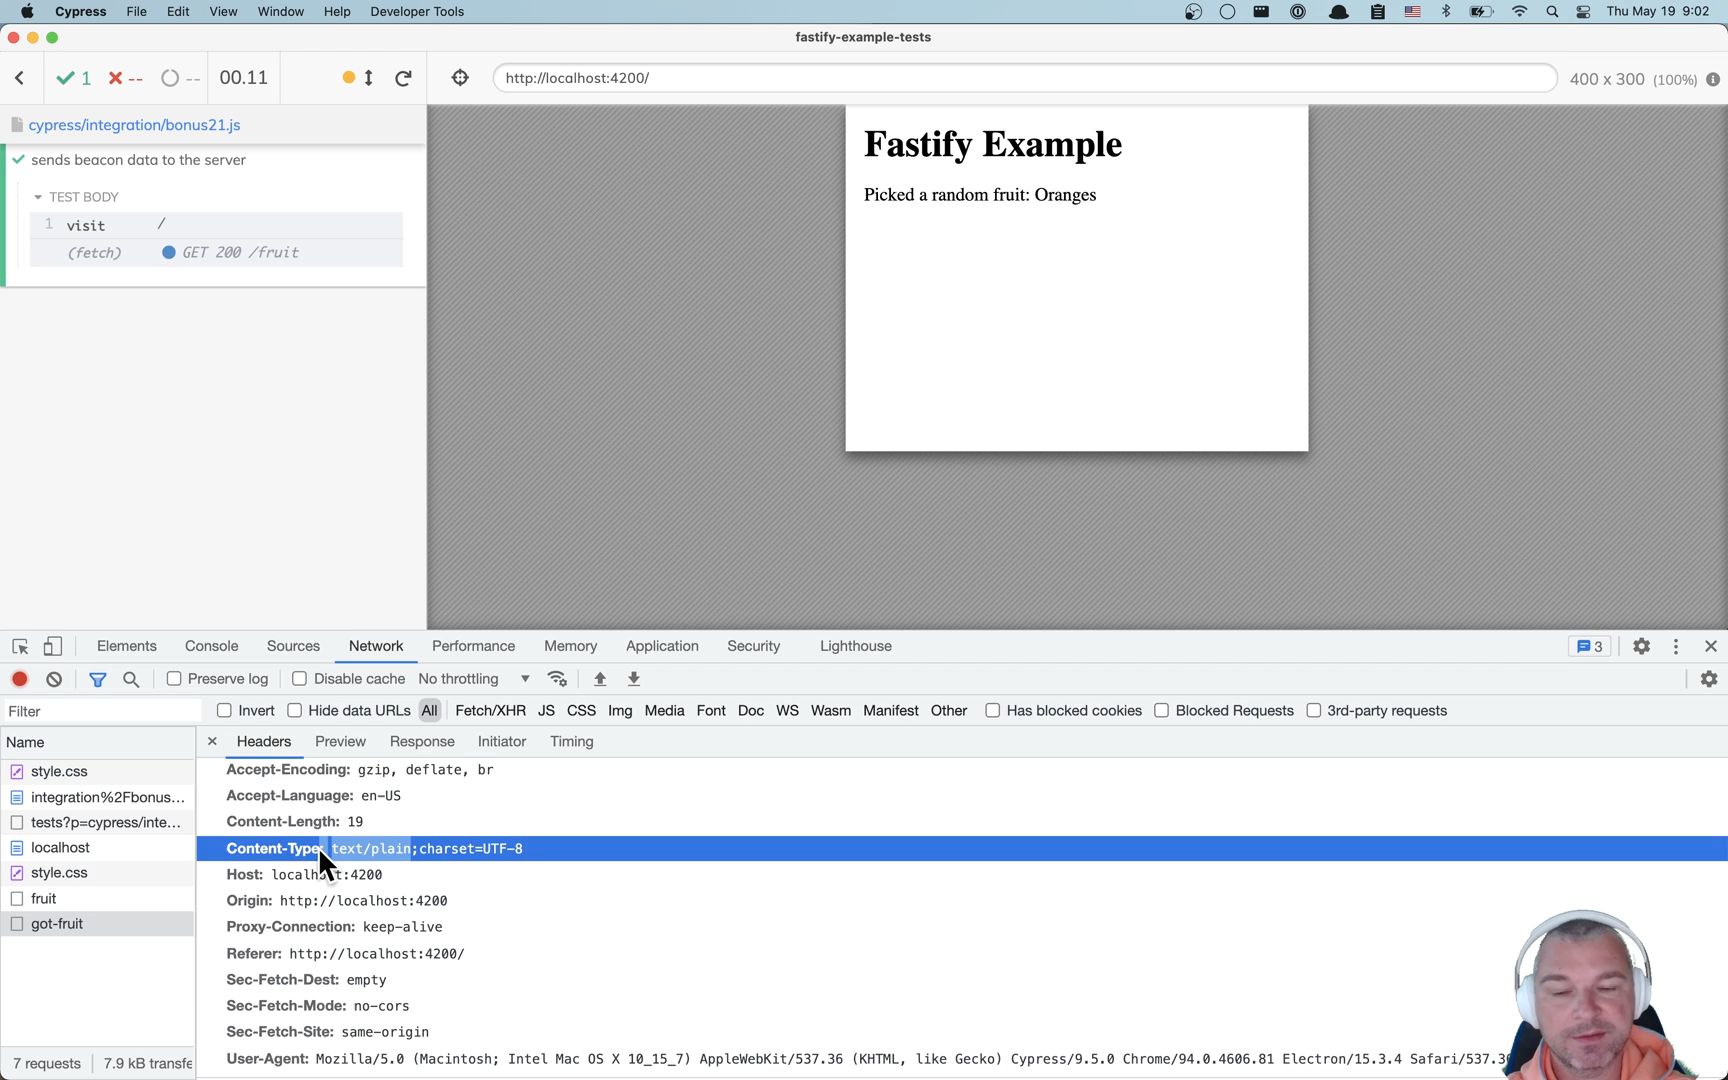 Cypress File Edit View Window Help Developer Tools Thu May 19 9:02
fastify-example-tests
1 -- -- 00.11 http://localhost:4200/ 400 x 300 (100%)
cypress/integration/bonus21.js
sends beacon data to the server
TEST BODY
1 visit /
(fetch) GET 200 /fruit
Fastify Example
Picked a random fruit: Oranges
Elements Console Sources Network Performance Memory Application Security Lighthouse 3
Preserve log Disable cache No throttling
Filter Invert Hide data URLs All Fetch/XHR JS CSS Img Media Font Doc WS Wasm Manifest Other Has blocked cookies Blocked Requests 3rd-party requests
Name Headers Preview Response Initiator Timing
style.css
integration%2Fbonus...
tests?p=cypress/inte...
localhost
style.css
fruit
got-fruit
7 requests 7.9 kB transfe
Accept-Encoding: gzip, deflate, br
Accept-Language: en-US
Content-Length: 19
Content-Type: text/plain;charset=UTF-8
Host: localhost:4200
Origin: http://localhost:4200
Proxy-Connection: keep-alive
Referer: http://localhost:4200/
Sec-Fetch-Dest: empty
Sec-Fetch-Mode: no-cors
Sec-Fetch-Site: same-origin
User-Agent: Mozilla/5.0 (Macintosh; Intel Mac OS X 10_15_7) AppleWebKit/537.36 (KHTML, like Gecko) Cypress/9.5.0 Chrome/94.0.4606.81 Electron/15.3.4 Safari/537.36